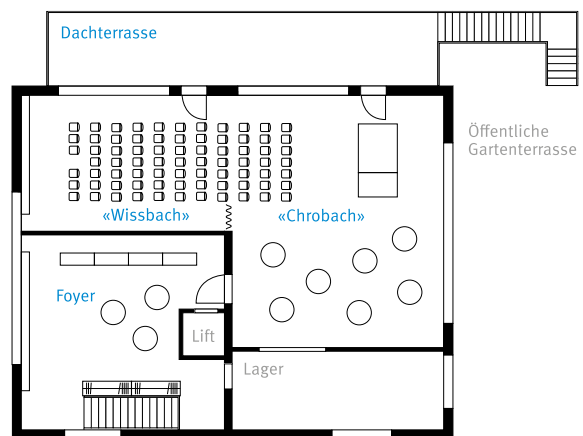 Dachterrasse
Öffentliche
Gartenterrasse
«Wissbach»
«Chrobach»
Foyer
Lift
Lager